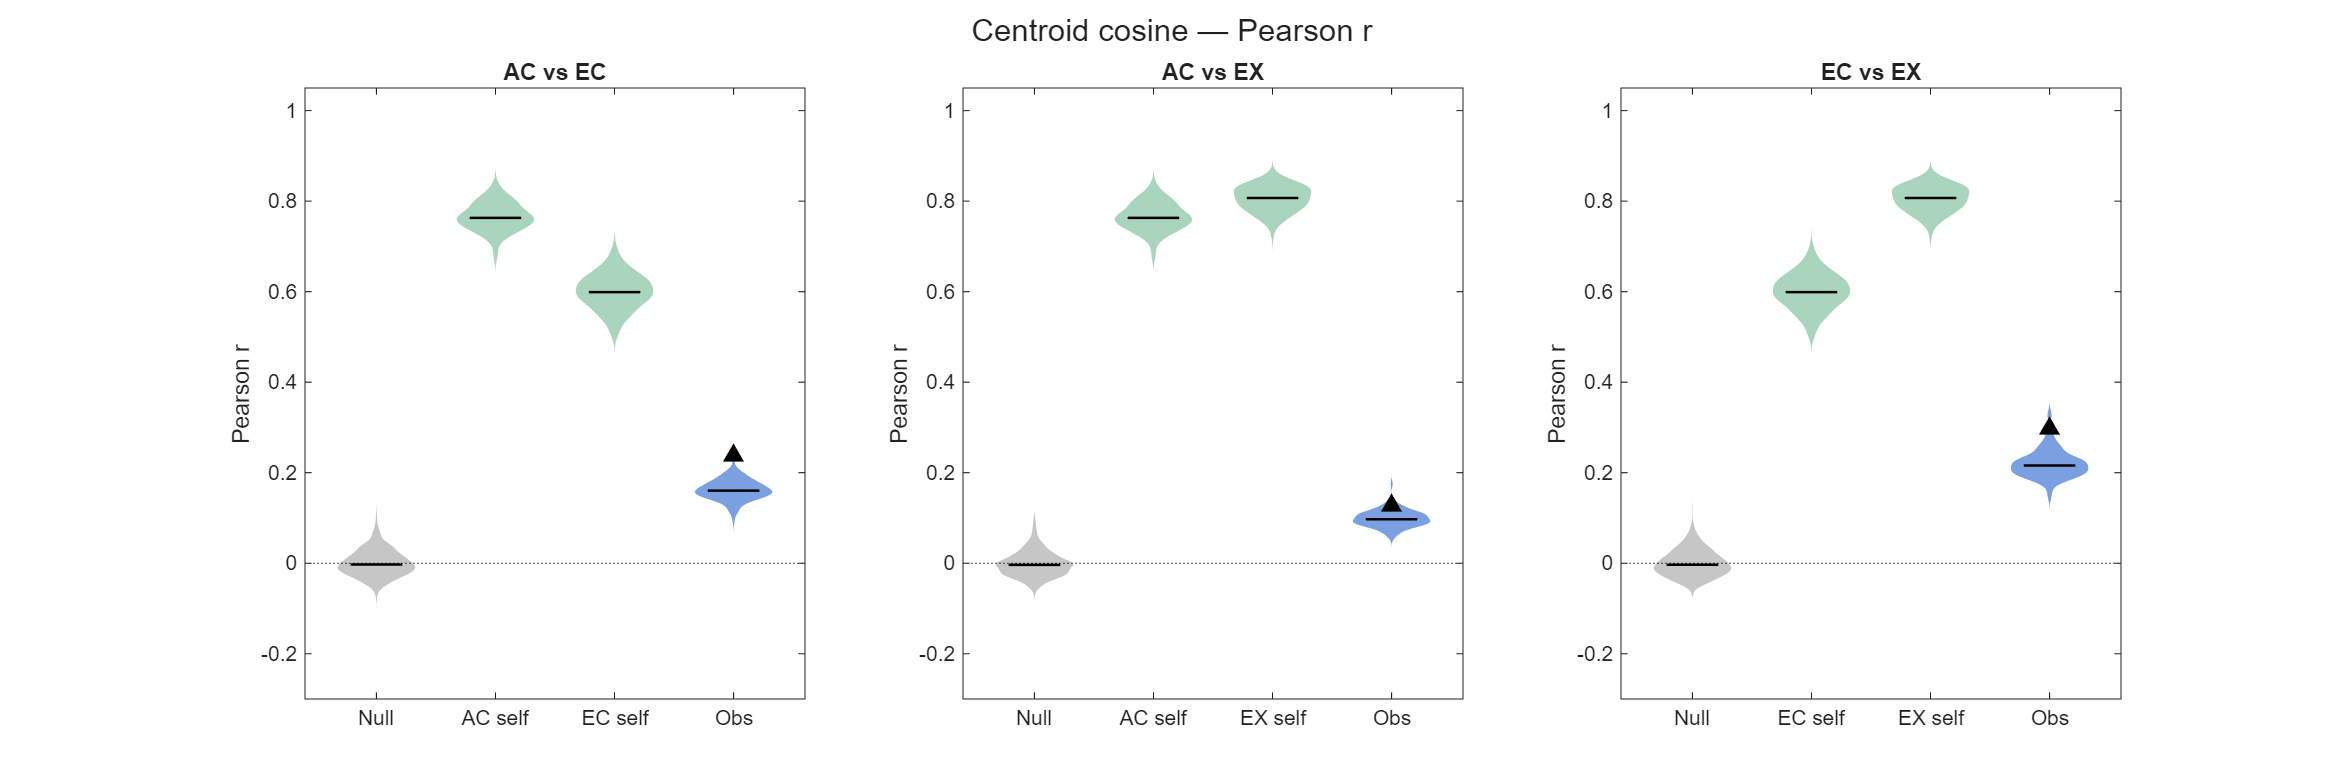 Centroid cosine — Pearson r
AC vs EC
Pearson r
1
0.8
0.6
0.4
0.2
0
-0.2
Null AC self EC self Obs
AC vs EX
Pearson r
1
0.8
0.6
0.4
0.2
0
-0.2
Null AC self EX self Obs
EC vs EX
Pearson r
1
0.8
0.6
0.4
0.2
0
-0.2
Null EC self EX self Obs